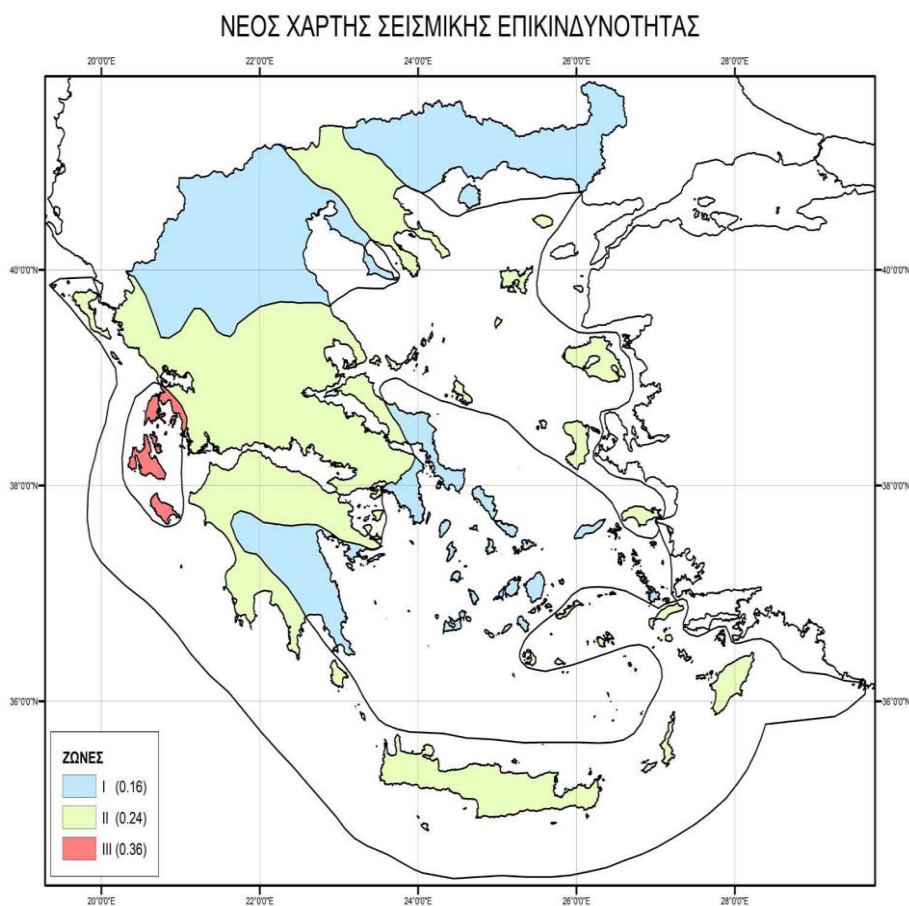 ΝΕΟΣ ΧΑΡΤΗΣ ΣΕΙΣΜΙΚΗΣ ΕΠΙΚΙΝΔΥΝΟΤΗΤΑΣ
20°0'0"E 22°0'0"E 24°0'0"E 26°0'0"E 28°0'0"E
40°0'0"N 40°0'0"N
38°0'0"N 38°0'0"N
36°0'0"N 36°0'0"N
ΖΩΝΕΣ
I (0.16)
II (0.24)
III (0.36)
20°0'0"E 22°0'0"E 24°0'0"E 26°0'0"E 28°0'0"E